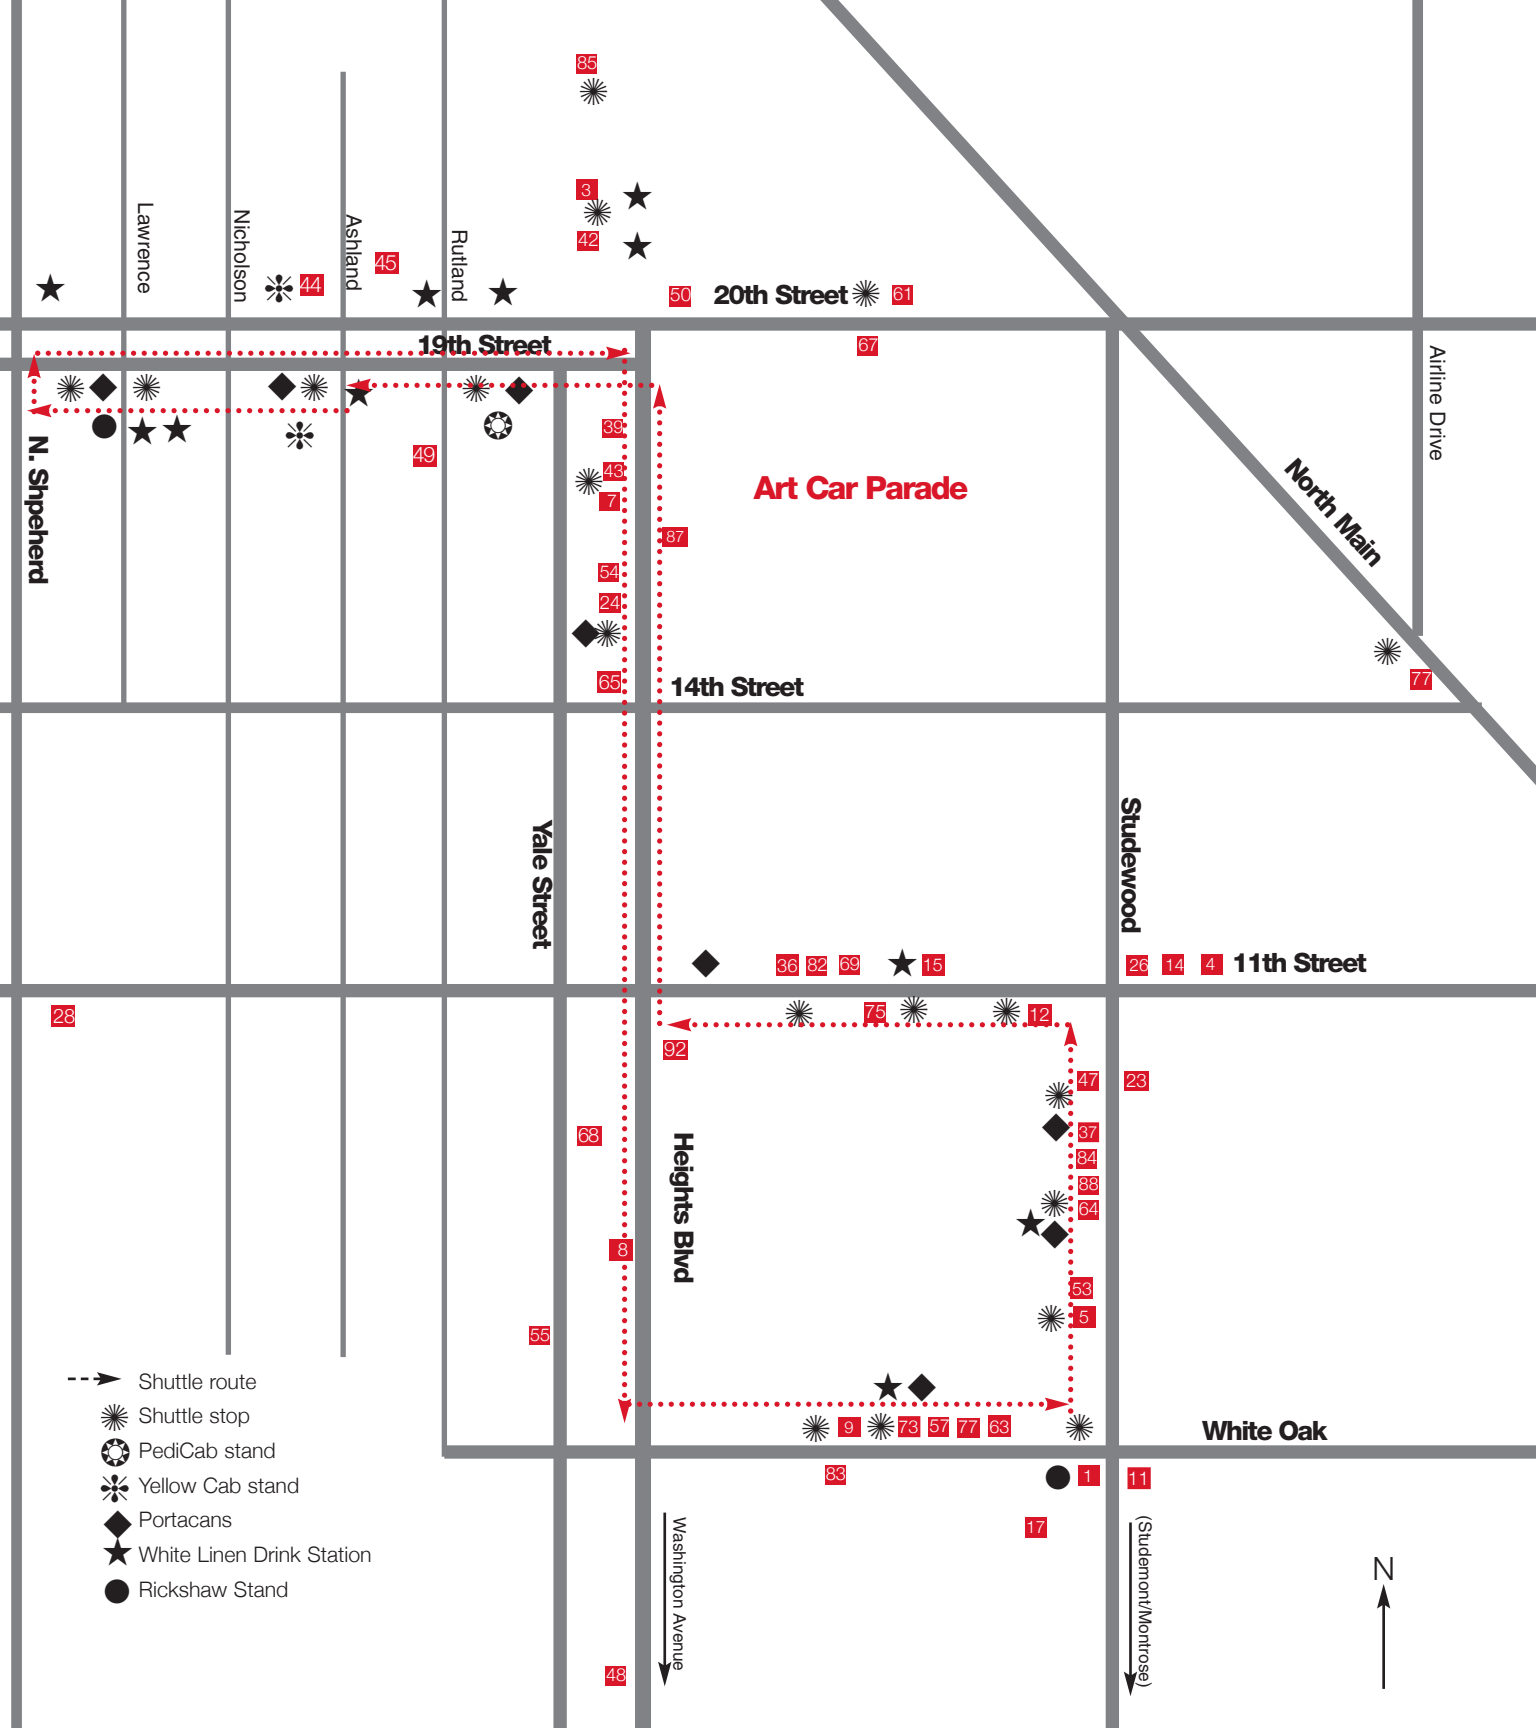 85
3
42
Lawrence
Nicholson
Ashland
Rutland
45
44
50
20th Street
61
19th Street
67
Airline Drive
39
N. Shpeherd
49
43
7
Art Car Parade
North Main
87
54
24
65
14th Street
77
Yale Street
Studewood
36
82
69
15
26
14
4
11th Street
28
75
12
92
47
23
68
37
84
88
64
Heights Blvd
8
53
5
55
Shuttle route
Shuttle stop
9
73
57
77
63
White Oak
PediCab stand
83
1
11
Yellow Cab stand
Portacans
17
White Linen Drink Station
Rickshaw Stand
Washington Avenue
(Studemont/Montrose)
N
48